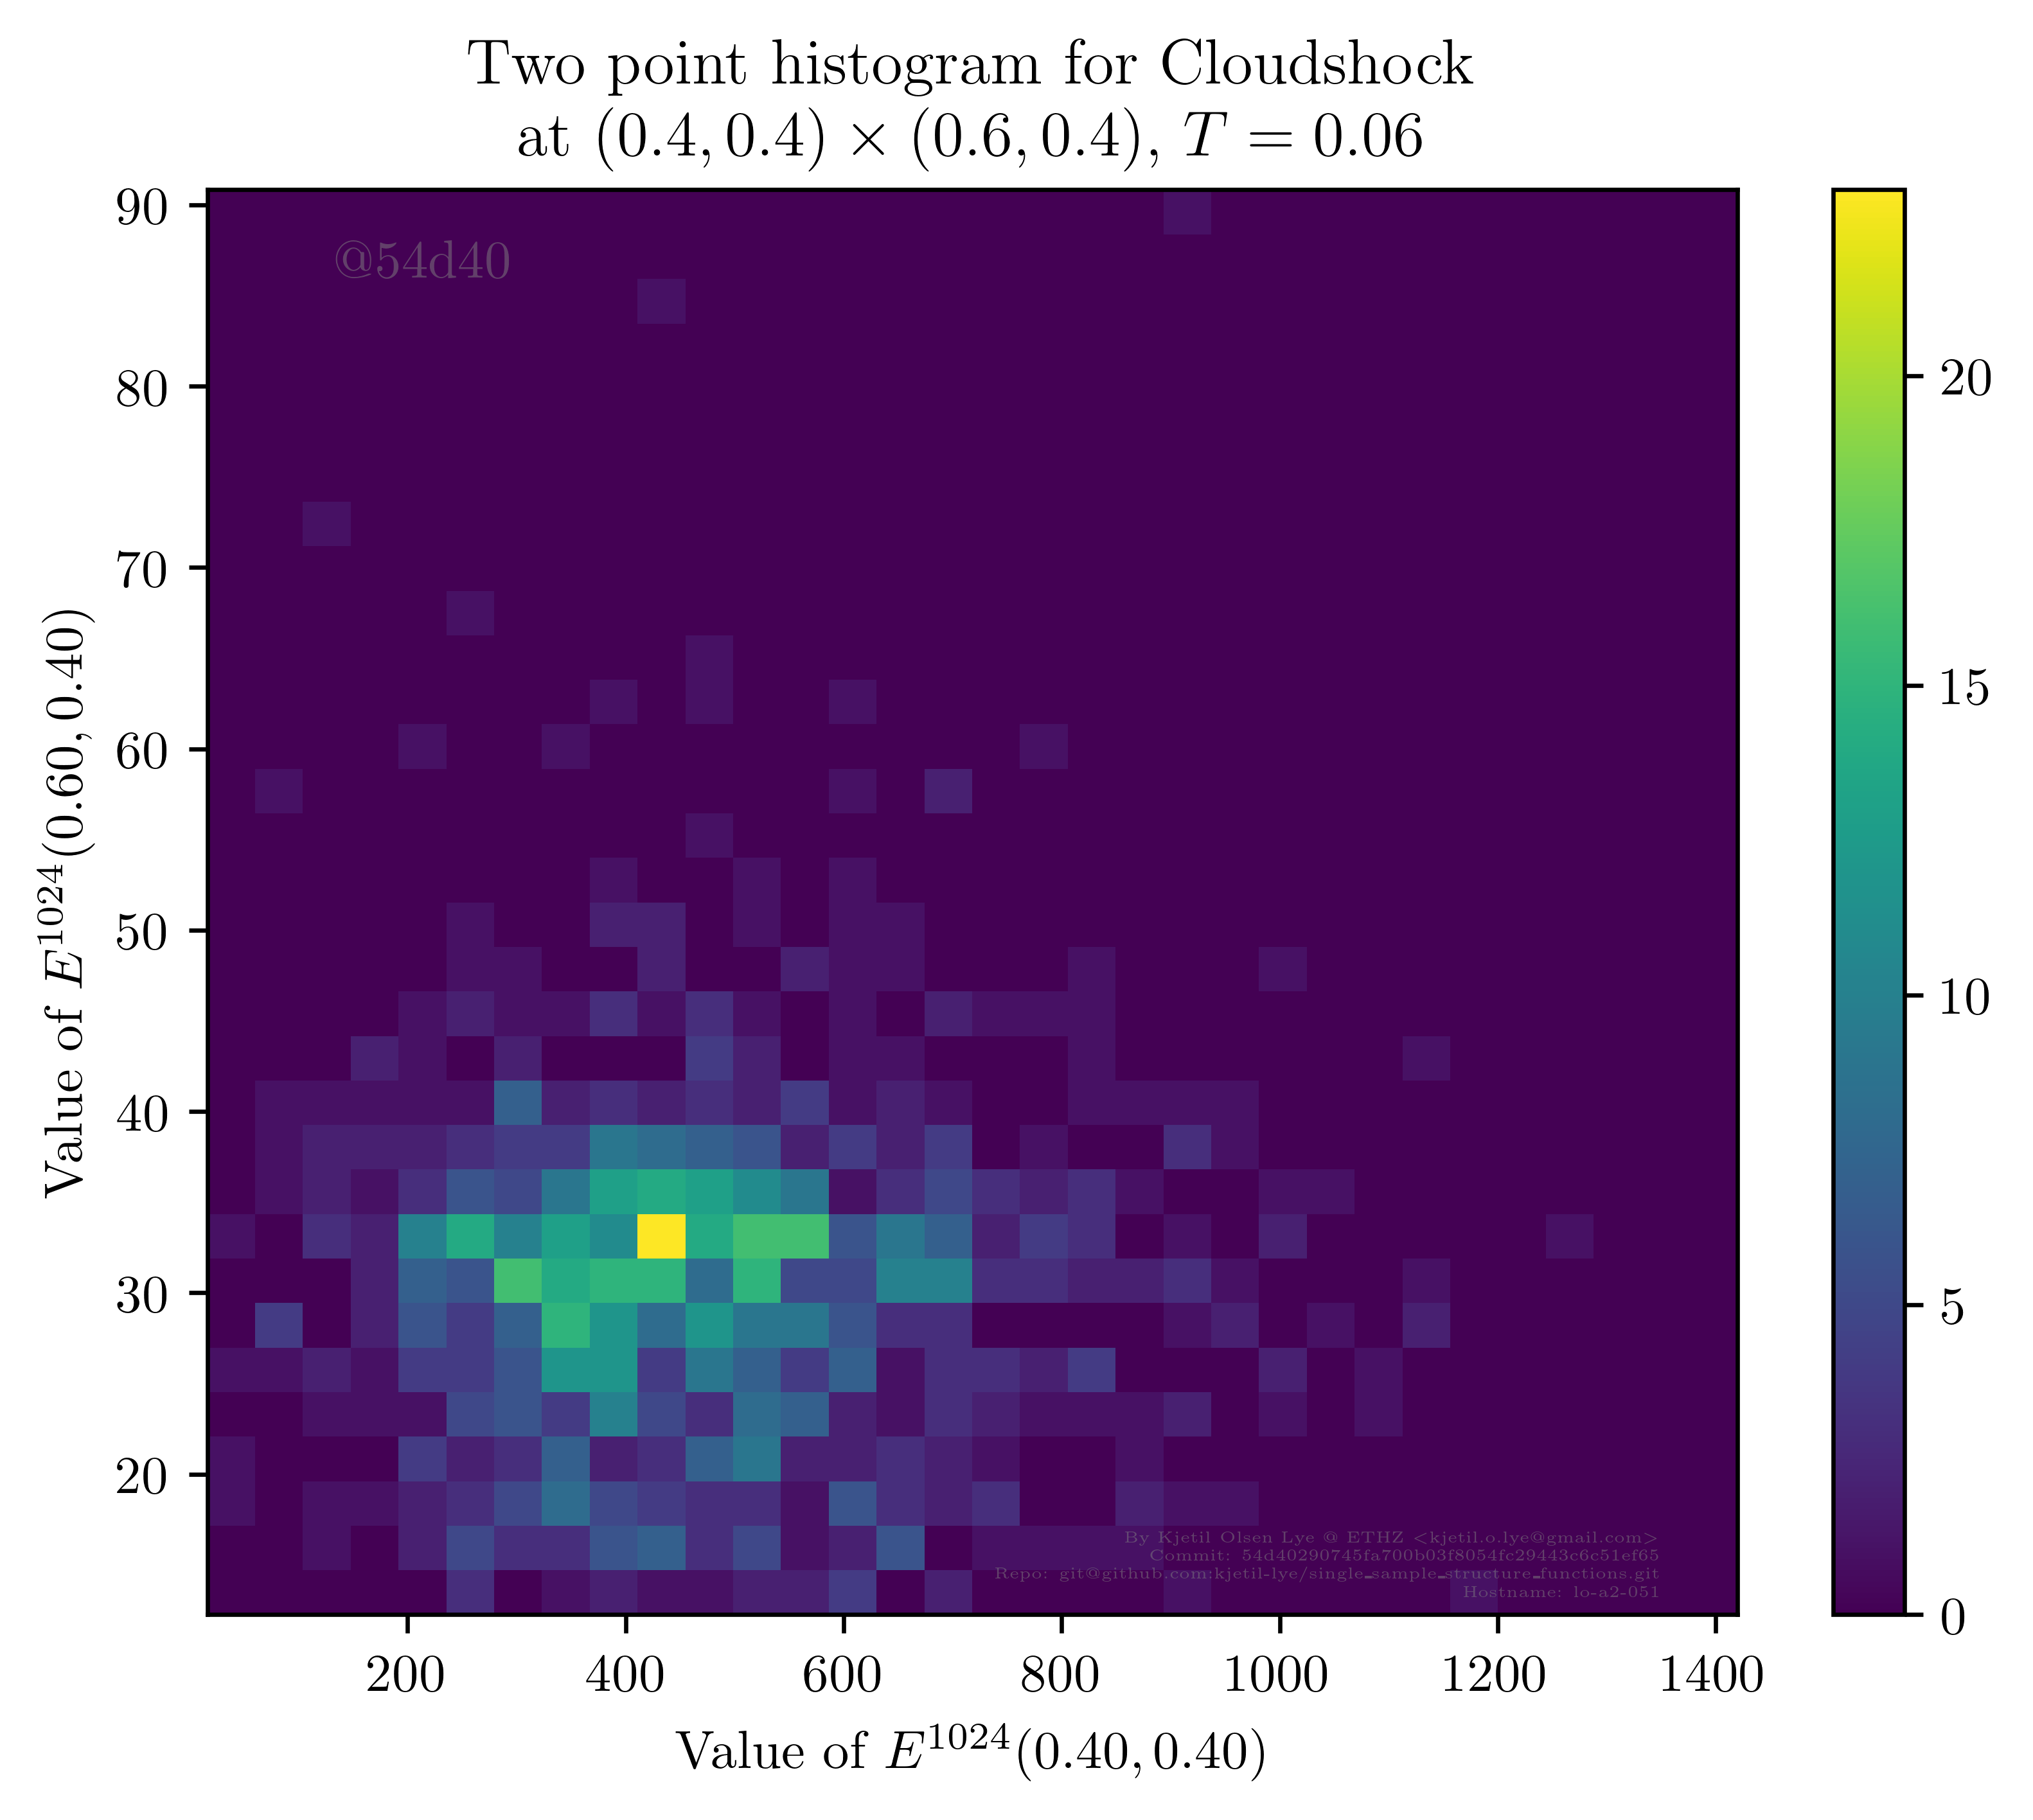 Two point histogram for Cloudshock
at (0.4, 0.4) × (0.6, 0.4), T = 0.06
@54d40
90
80
70
60
50
40
30
20
Value of E^1024(0.60, 0.40)
200 400 600 800 1000 1200 1400
Value of E^1024(0.40, 0.40)
20
15
10
5
0
By Kjetil Olsen Lye @ ETHZ <kjetil.o.lye@gmail.com>
Commit: 54d40290745fa700b03f8054fc29443c6c51ef65
Repo: git@github.com:kjetil-lye/single_sample_structure_functions.git
Hostname: lo-a2-051